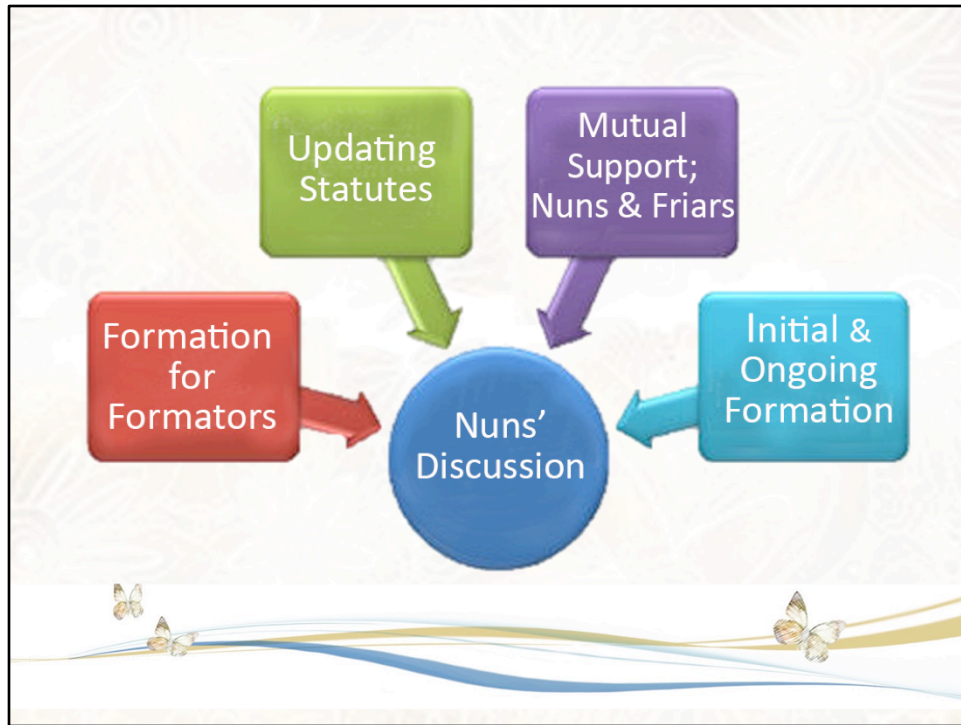 Updating
Statutes
Mutual
Support;
Nuns & Friars
Formation
for
Formators
Initial &
Ongoing
Formation
Nuns’
Discussion